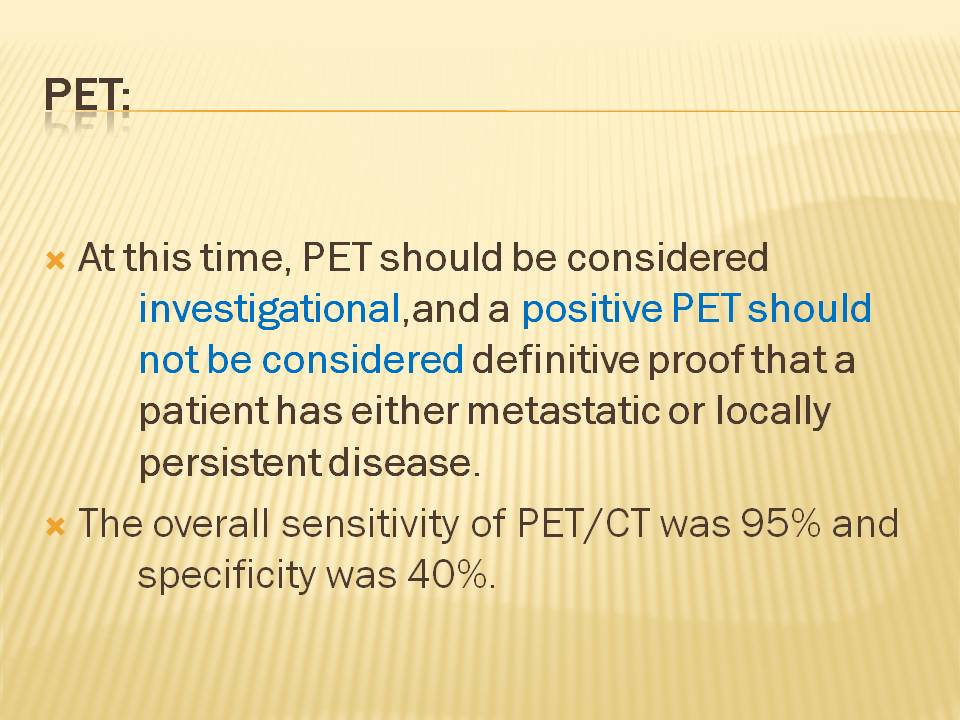 PET:
At this time, PET should be considered
investigational,and a positive PET should
not be considered definitive proof that a
patient has either metastatic or locally
persistent disease.
The overall sensitivity of PET/CT was 95% and
specificity was 40%.